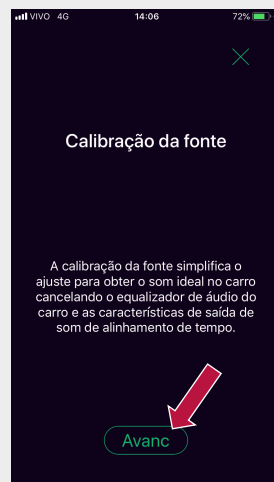 VIVO 4G 14:06 72%
Calibração da fonte
A calibração da fonte simplifica o
ajuste para obter o som ideal no carro
cancelando o equalizador de áudio do
carro e as características de saída de
som de alinhamento de tempo.
Avanc